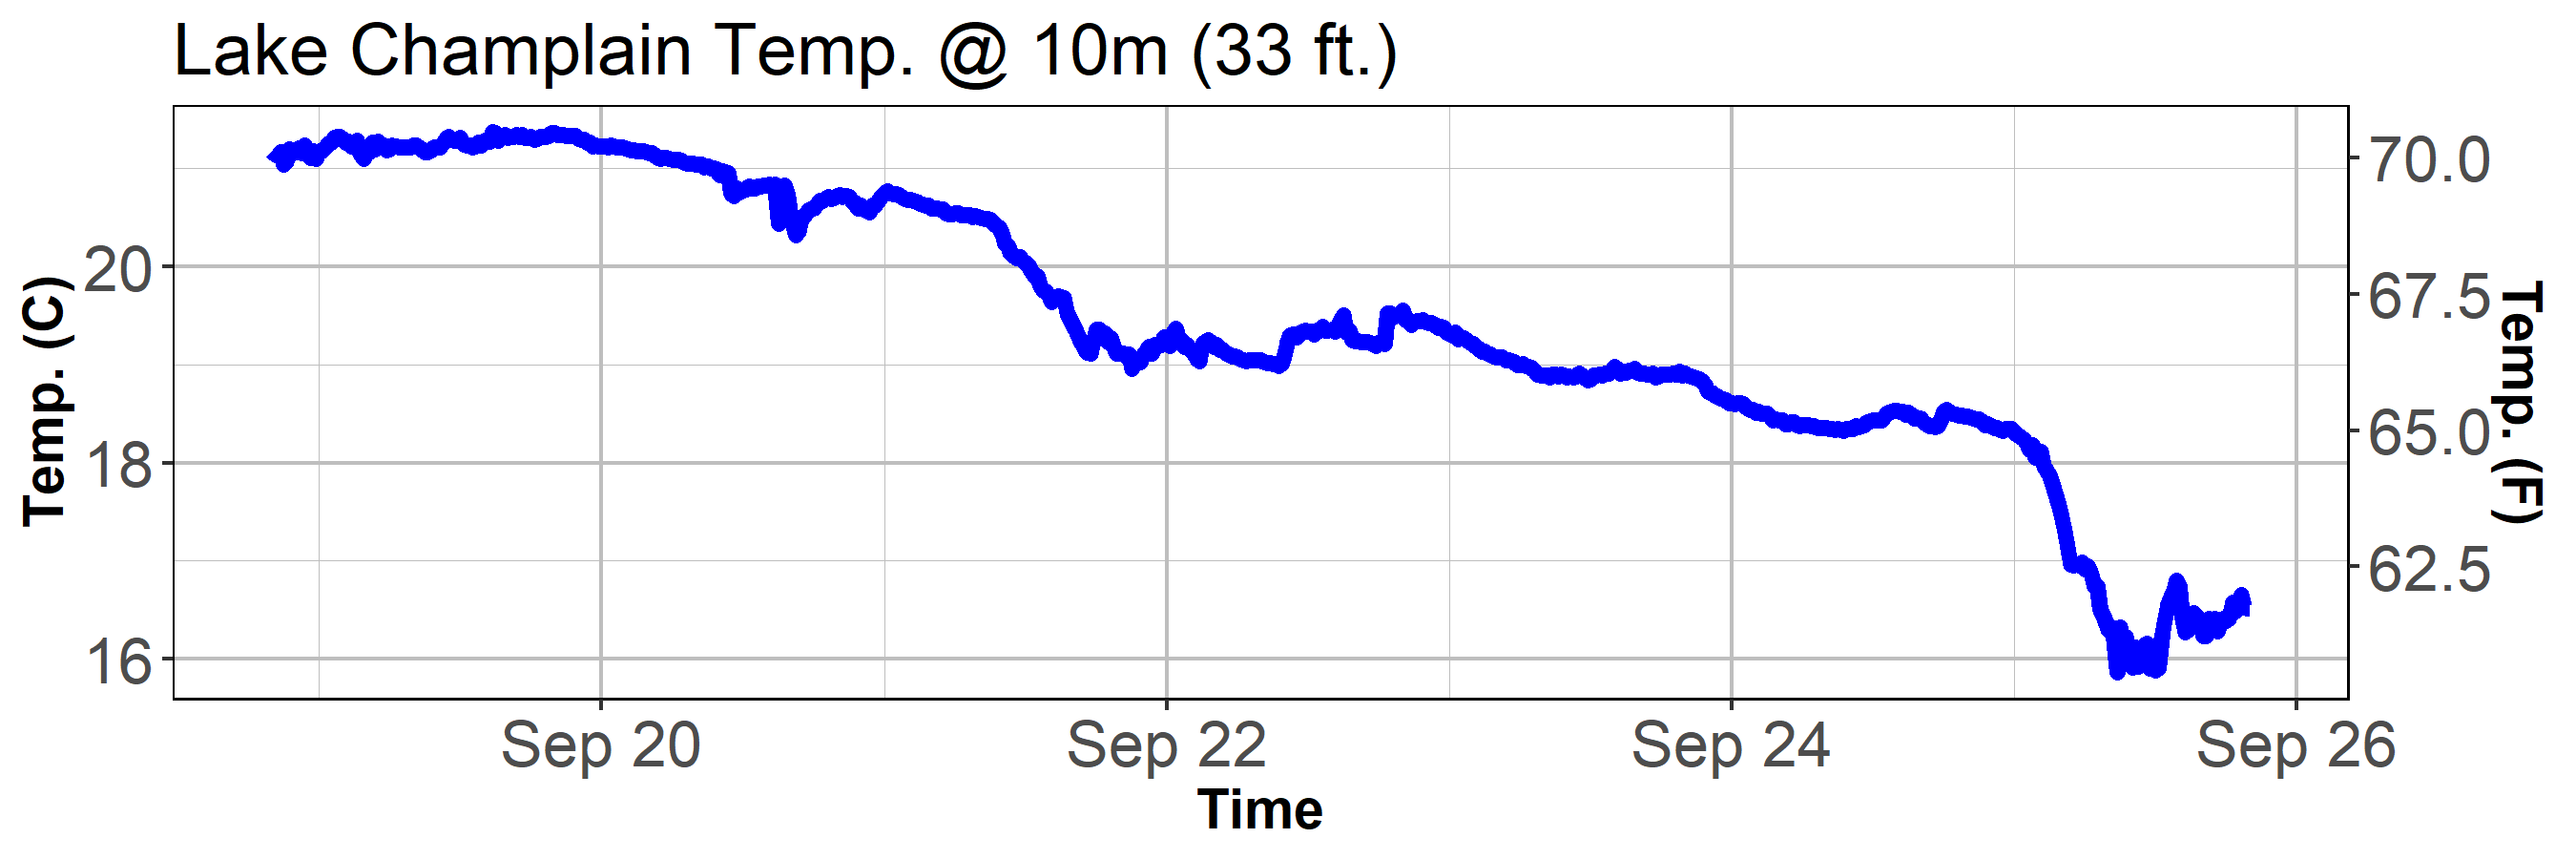 Lake Champlain Temp. @ 10m (33 ft.)
Temp. (C)
20
18
16
70.0
67.5
65.0
62.5
Temp. (F)
Sep 20 Sep 22 Sep 24 Sep 26
Time